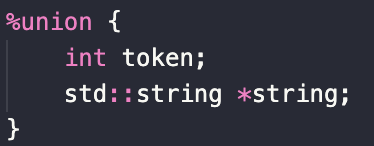 %union {
    int token;
    std::string *string;
}